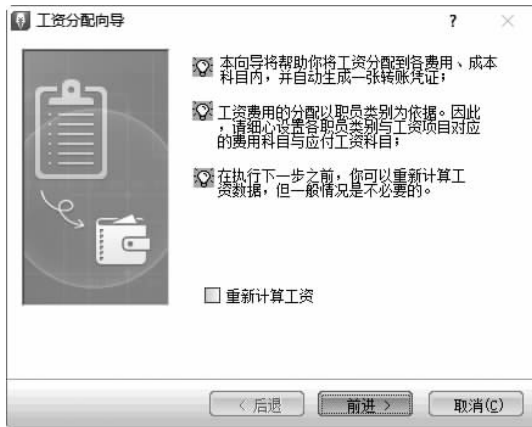 工资分配向导
? ×
本向导将帮助你将工资分配到各费用、成本
科目内，并自动生成一张转账凭证；
工资费用的分配以职员类别为依据。因此
，请细心设置各职员类别与工资项目对应
的费用科目与应付工资科目；
在执行下一步之前，你可以重新计算工
资数据，但一般情况是不必要的。
重新计算工资
< 后退 前进 > 取消(C)